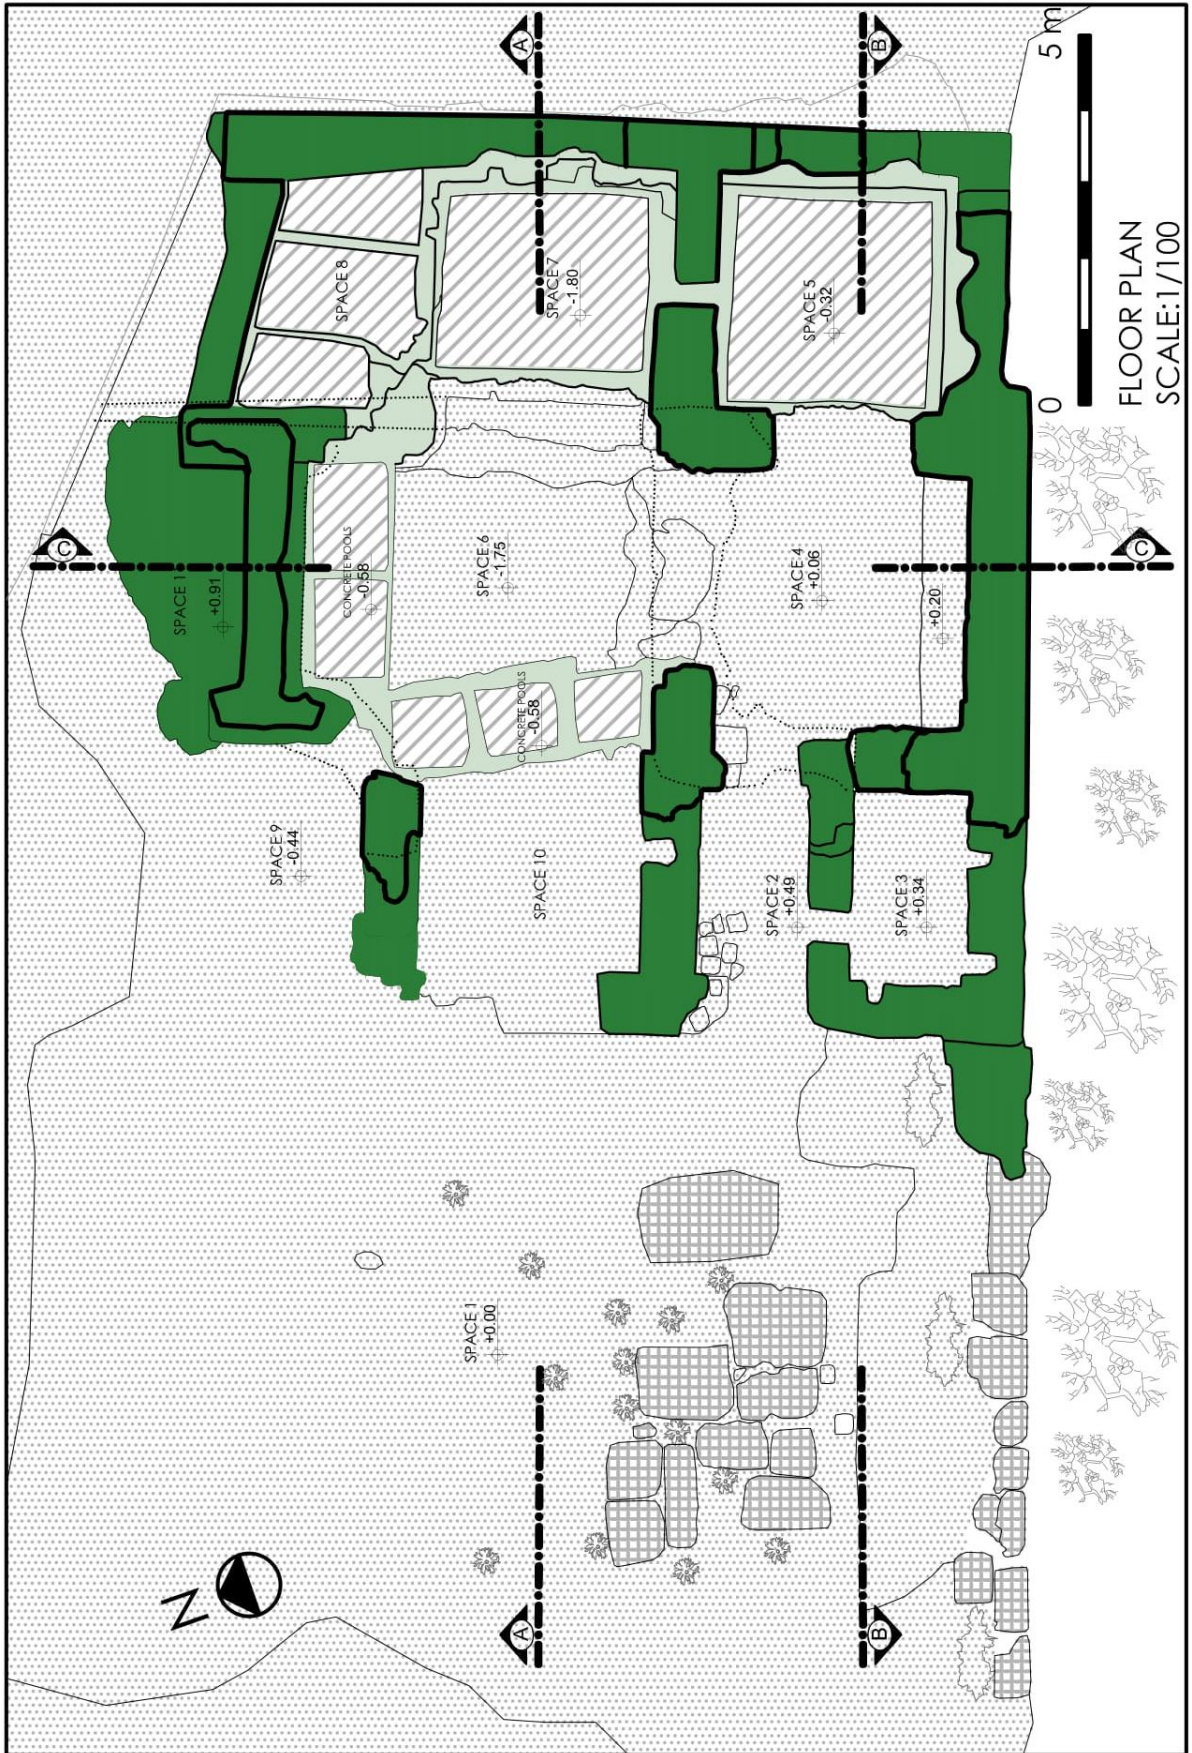 A
B
5 m
0
FLOOR PLAN
SCALE:1/100
SPACE 8
SPACE 7
-1.80
SPACE 5
-0.32
C
C
SPACE 1
+0.91
CONCRETE POOLS
-0.58
SPACE 6
-1.75
SPACE 4
+0.06
+0.20
CONCRETE POOLS
-0.58
SPACE 9
-0.44
SPACE 10
SPACE 2
+0.49
SPACE 3
+0.34
SPACE 1
+0.00
N
A
B